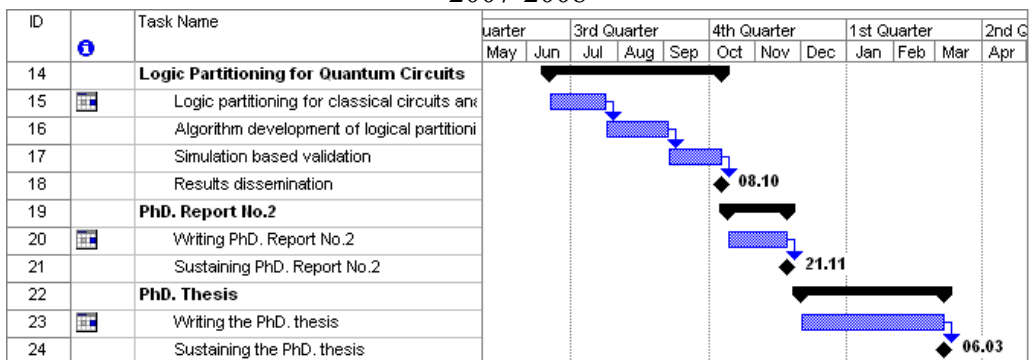 2007-2008
ID Task Name uarter 3rd Quarter 4th Quarter 1st Quarter 2nd Q
May Jun Jul Aug Sep Oct Nov Dec Jan Feb Mar Apr
14 Logic Partitioning for Quantum Circuits
15 Logic partitioning for classical circuits ana
16 Algorithm development of logical partitioni
17 Simulation based validation
18 Results dissemination 08.10
19 PhD. Report No.2
20 Writing PhD. Report No.2
21 Sustaining PhD. Report No.2 21.11
22 PhD. Thesis
23 Writing the PhD. thesis
24 Sustaining the PhD. thesis 06.03